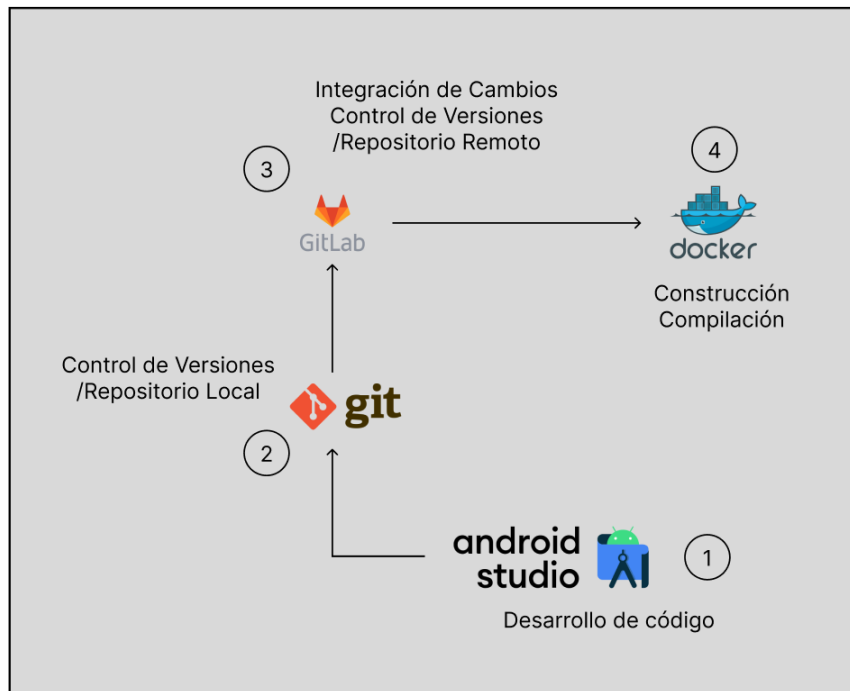 Integración de Cambios
Control de Versiones
/Repositorio Remoto
4
3
GitLab
docker
Construcción
Compilación
Control de Versiones
/Repositorio Local
git
2
android
studio
1
Desarrollo de código